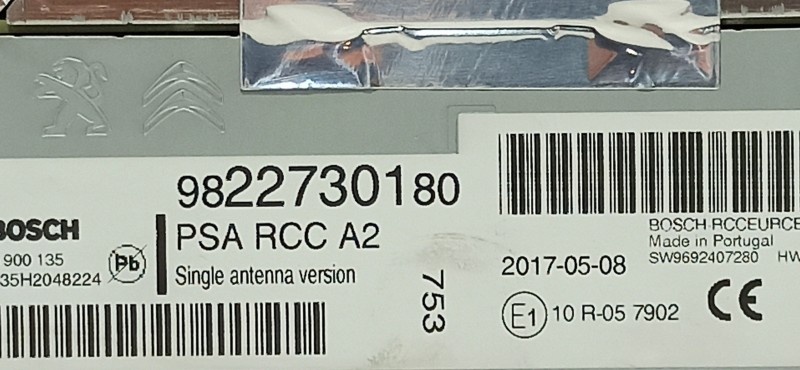 9822730180
BOSCH
PSA RCC A2
900 135
35H2048224
Pb
Single antenna version
753
BOSCH RCCEURCE
Made in Portugal
SW9692407280 HW
2017-05-08
E1 10 R-05 7902
CE